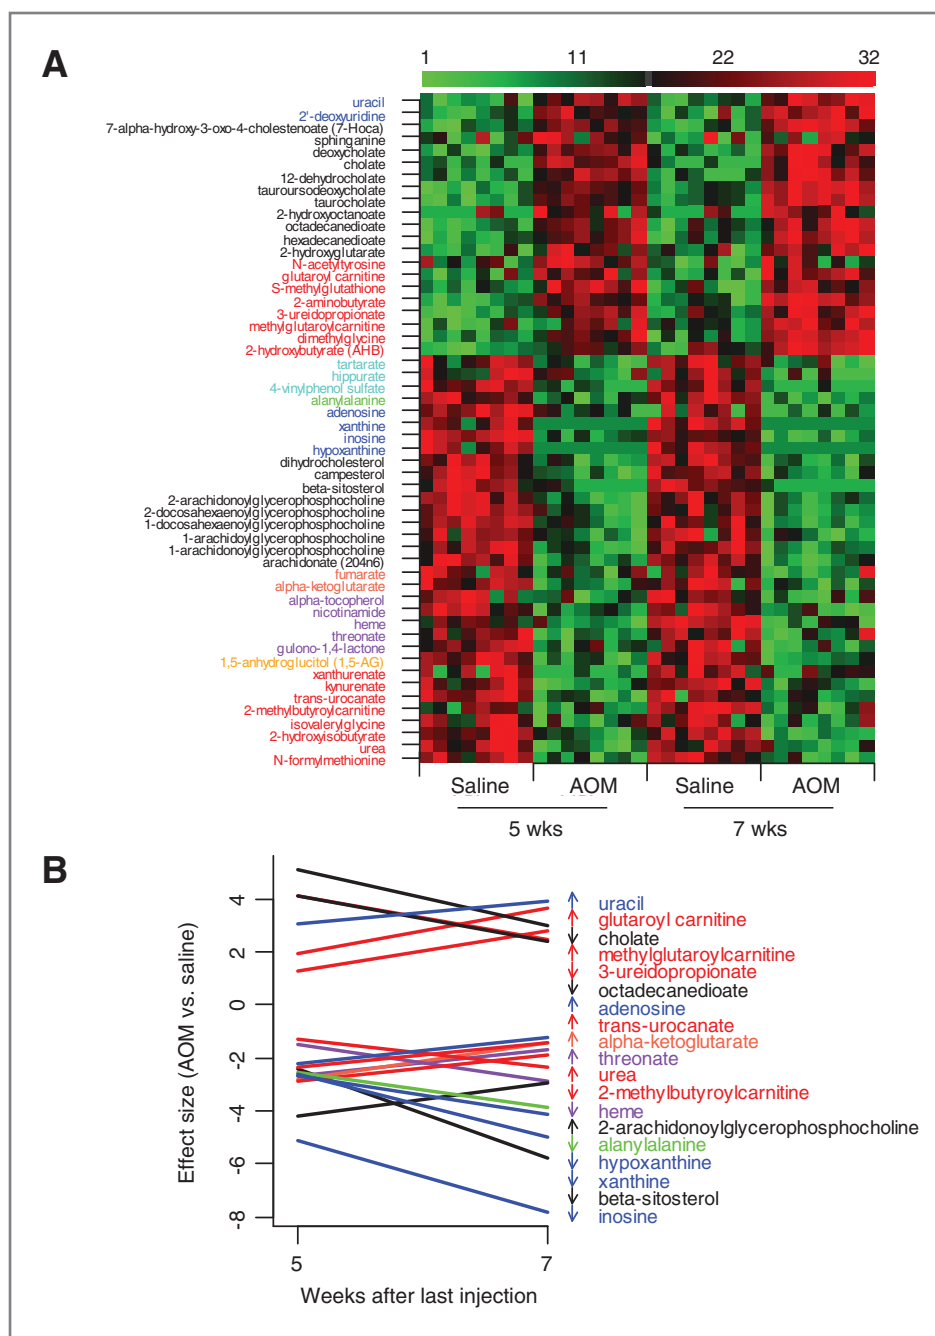 A
1 11 22 32
uracil
2'-deoxyuridine
7-alpha-hydroxy-3-oxo-4-cholestenoate (7-Hoca)
sphinganine
deoxycholate
cholate
12-dehydrocholate
tauroursodeoxycholate
taurocholate
2-hydroxyoctanoate
octadecanedioate
hexadecanedioate
2-hydroxyglutarate
N-acetyltyrosine
glutaroyl carnitine
S-methylglutathione
2-aminobutyrate
3-ureidopropionate
methylglutaroylcarnitine
dimethylglycine
2-hydroxybutyrate (AHB)
tartarate
hippurate
4-vinylphenol sulfate
alanylalanine
adenosine
xanthine
inosine
hypoxanthine
dihydrocholesterol
campesterol
beta-sitosterol
2-arachidonoylglycerophosphocholine
2-docosahexaenoylglycerophosphocholine
1-docosahexaenoylglycerophosphocholine
1-arachidoylglycerophosphocholine
1-arachidonoylglycerophosphocholine
arachidonate (204n6)
fumarate
alpha-ketoglutarate
alpha-tocopherol
nicotinamide
heme
threonate
gulono-1,4-lactone
1,5-anhydroglucitol (1,5-AG)
xanthurenate
kynurenate
trans-urocanate
2-methylbutyroylcarnitine
isovalerylglycine
2-hydroxyisobutyrate
urea
N-formylmethionine
Saline AOM Saline AOM
5 wks 7 wks
B
Effect size (AOM vs. saline)
4
2
0
-2
-4
-6
-8
5 7
Weeks after last injection
uracil
glutaroyl carnitine
cholate
methylglutaroylcarnitine
3-ureidopropionate
octadecanedioate
adenosine
trans-urocanate
alpha-ketoglutarate
threonate
urea
2-methylbutyroylcarnitine
heme
2-arachidonoylglycerophosphocholine
alanylalanine
hypoxanthine
xanthine
beta-sitosterol
inosine